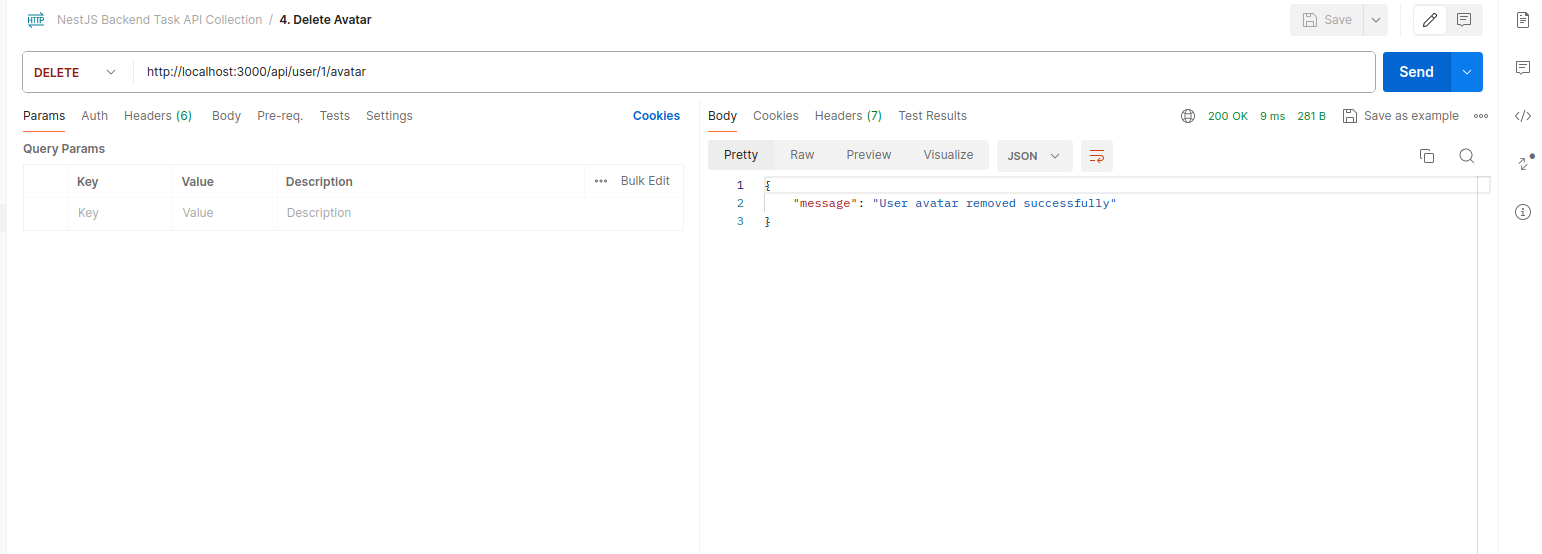 HTTP NestJS Backend Task API Collection / 4. Delete Avatar Save
DELETE http://localhost:3000/api/user/1/avatar Send
Params Auth Headers (6) Body Pre-req. Tests Settings Cookies
Query Params
Key Value Description Bulk Edit
Key Value Description
Body Cookies Headers (7) Test Results 200 OK 9 ms 281 B Save as example
Pretty Raw Preview Visualize JSON
1 {
2 "message": "User avatar removed successfully"
3 }